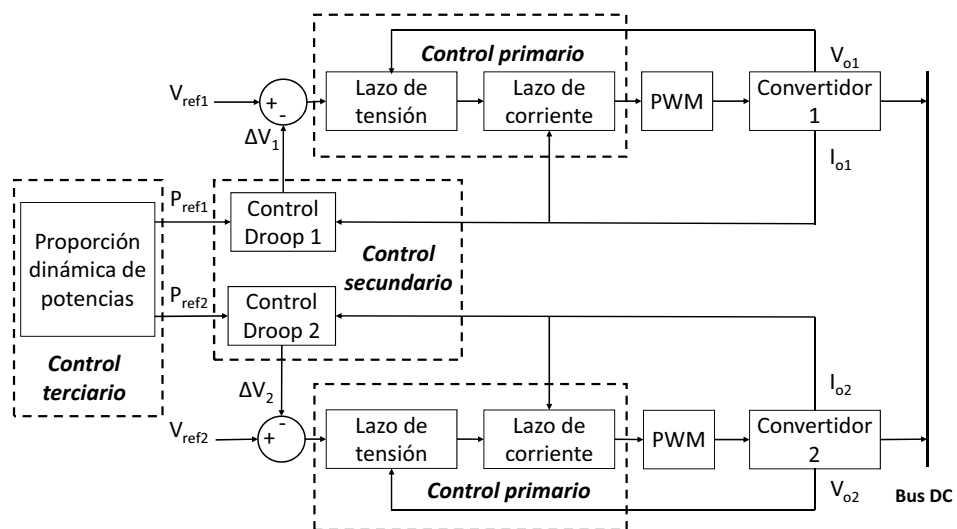 Control primario
V_o1
V_ref1
+
-
Lazo de
tensión
Lazo de
corriente
PWM
Convertidor
1
ΔV_1
I_o1
P_ref1
Control
Droop 1
Proporción
dinámica de
potencias
Control
secundario
P_ref2
Control
Droop 2
Control
terciario
ΔV_2
I_o2
V_ref2
-
+
Lazo de
tensión
Lazo de
corriente
PWM
Convertidor
2
Control primario
V_o2
Bus DC